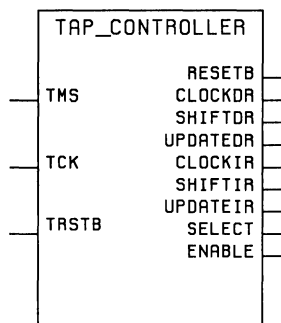 TAP_CONTROLLER
RESETB
TMS
CLOCKDR
SHIFTDR
UPDATEDR
TCK
CLOCKIR
SHIFTIR
UPDATEIR
TRSTB
SELECT
ENABLE